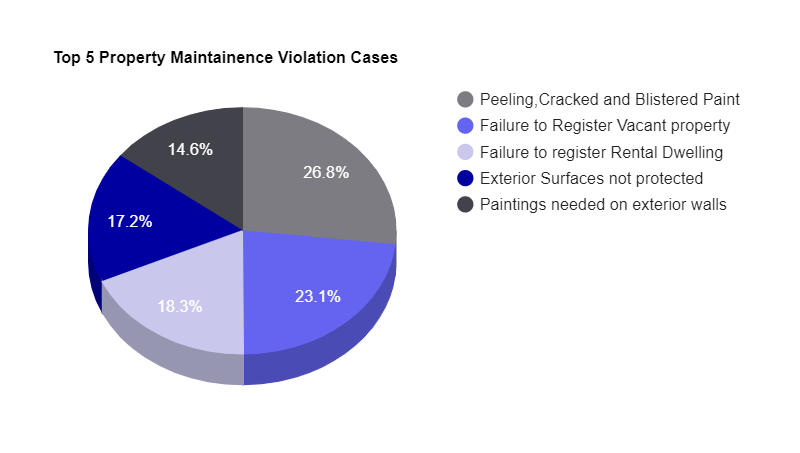 Top 5 Property Maintainence Violation Cases
Peeling,Cracked and Blistered Paint
Failure to Register Vacant property
Failure to register Rental Dwelling
Exterior Surfaces not protected
Paintings needed on exterior walls
14.6%
26.8%
17.2%
23.1%
18.3%